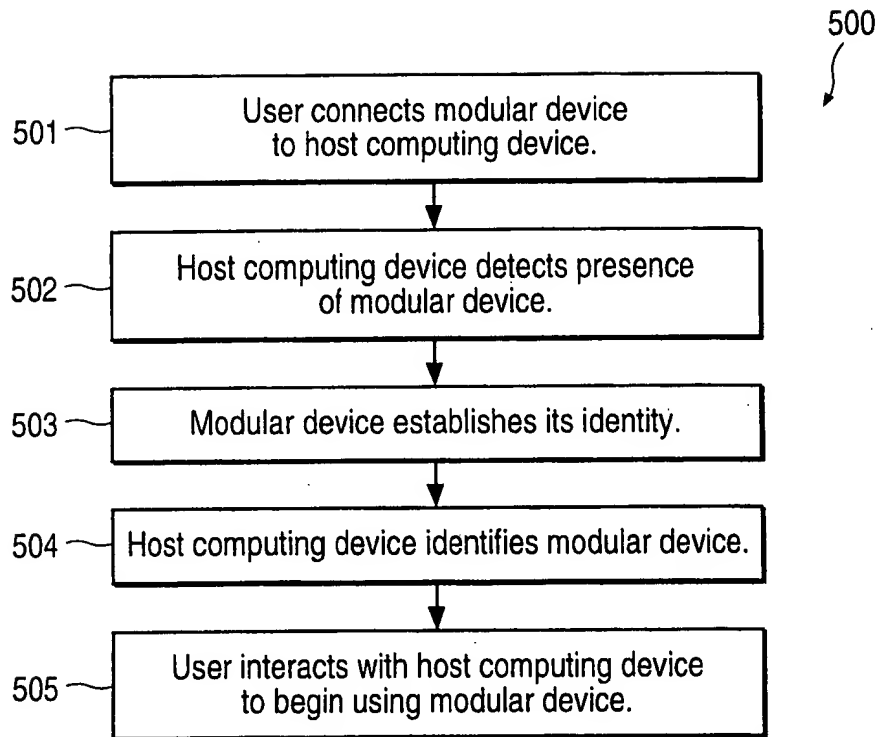 500
501
User connects modular device
to host computing device.
502
Host computing device detects presence
of modular device.
503
Modular device establishes its identity.
504
Host computing device identifies modular device.
505
User interacts with host computing device
to begin using modular device.